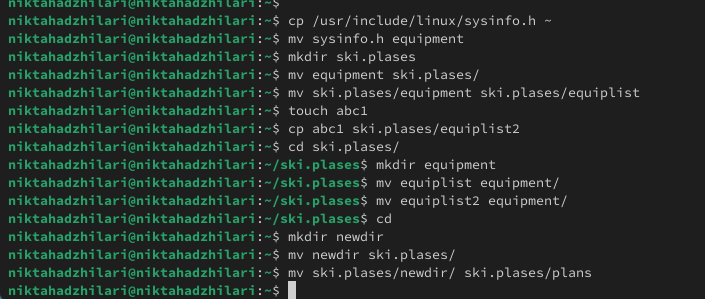 niktahadzhilari@niktahadzhilari:~$
niktahadzhilari@niktahadzhilari:~$ cp /usr/include/linux/sysinfo.h ~
niktahadzhilari@niktahadzhilari:~$ mv sysinfo.h equipment
niktahadzhilari@niktahadzhilari:~$ mkdir ski.plases
niktahadzhilari@niktahadzhilari:~$ mv equipment ski.plases/
niktahadzhilari@niktahadzhilari:~$ mv ski.plases/equipment ski.plases/equiplist
niktahadzhilari@niktahadzhilari:~$ touch abc1
niktahadzhilari@niktahadzhilari:~$ cp abc1 ski.plases/equiplist2
niktahadzhilari@niktahadzhilari:~$ cd ski.plases/
niktahadzhilari@niktahadzhilari:~/ski.plases$ mkdir equipment
niktahadzhilari@niktahadzhilari:~/ski.plases$ mv equiplist equipment/
niktahadzhilari@niktahadzhilari:~/ski.plases$ mv equiplist2 equipment/
niktahadzhilari@niktahadzhilari:~/ski.plases$ cd
niktahadzhilari@niktahadzhilari:~$ mkdir newdir
niktahadzhilari@niktahadzhilari:~$ mv newdir ski.plases/
niktahadzhilari@niktahadzhilari:~$ mv ski.plases/newdir/ ski.plases/plans
niktahadzhilari@niktahadzhilari:~$